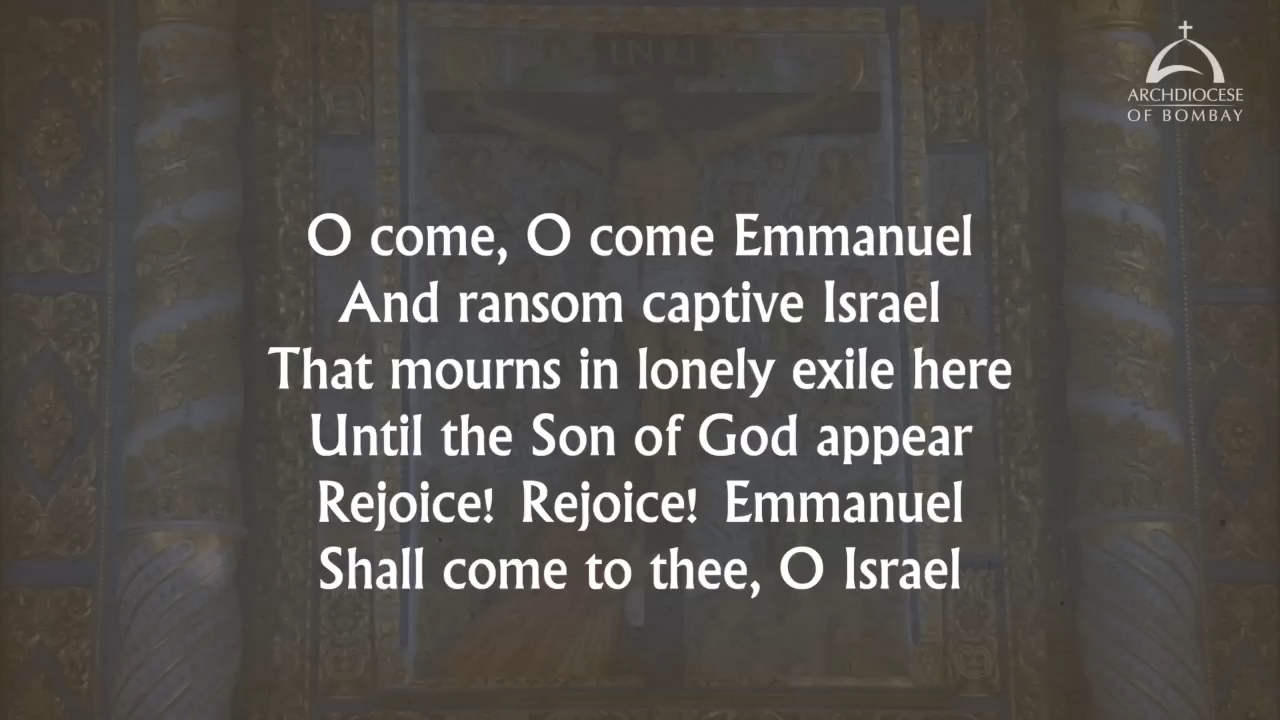 INRI
ARCHDIOCESE
OF BOMBAY
O come, O come Emmanuel
And ransom captive Israel
That mourns in lonely exile here
Until the Son of God appear
Rejoice! Rejoice! Emmanuel
Shall come to thee, O Israel